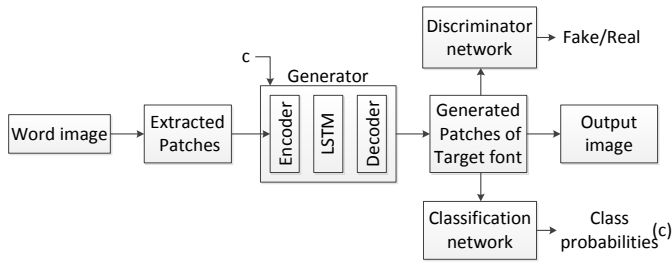 Discriminator
network
Fake/Real
c
Generator
Word image
Extracted
Patches
Encoder
LSTM
Decoder
Generated
Patches of
Target font
Output
image
Classification
network
Class
probabilities (c)